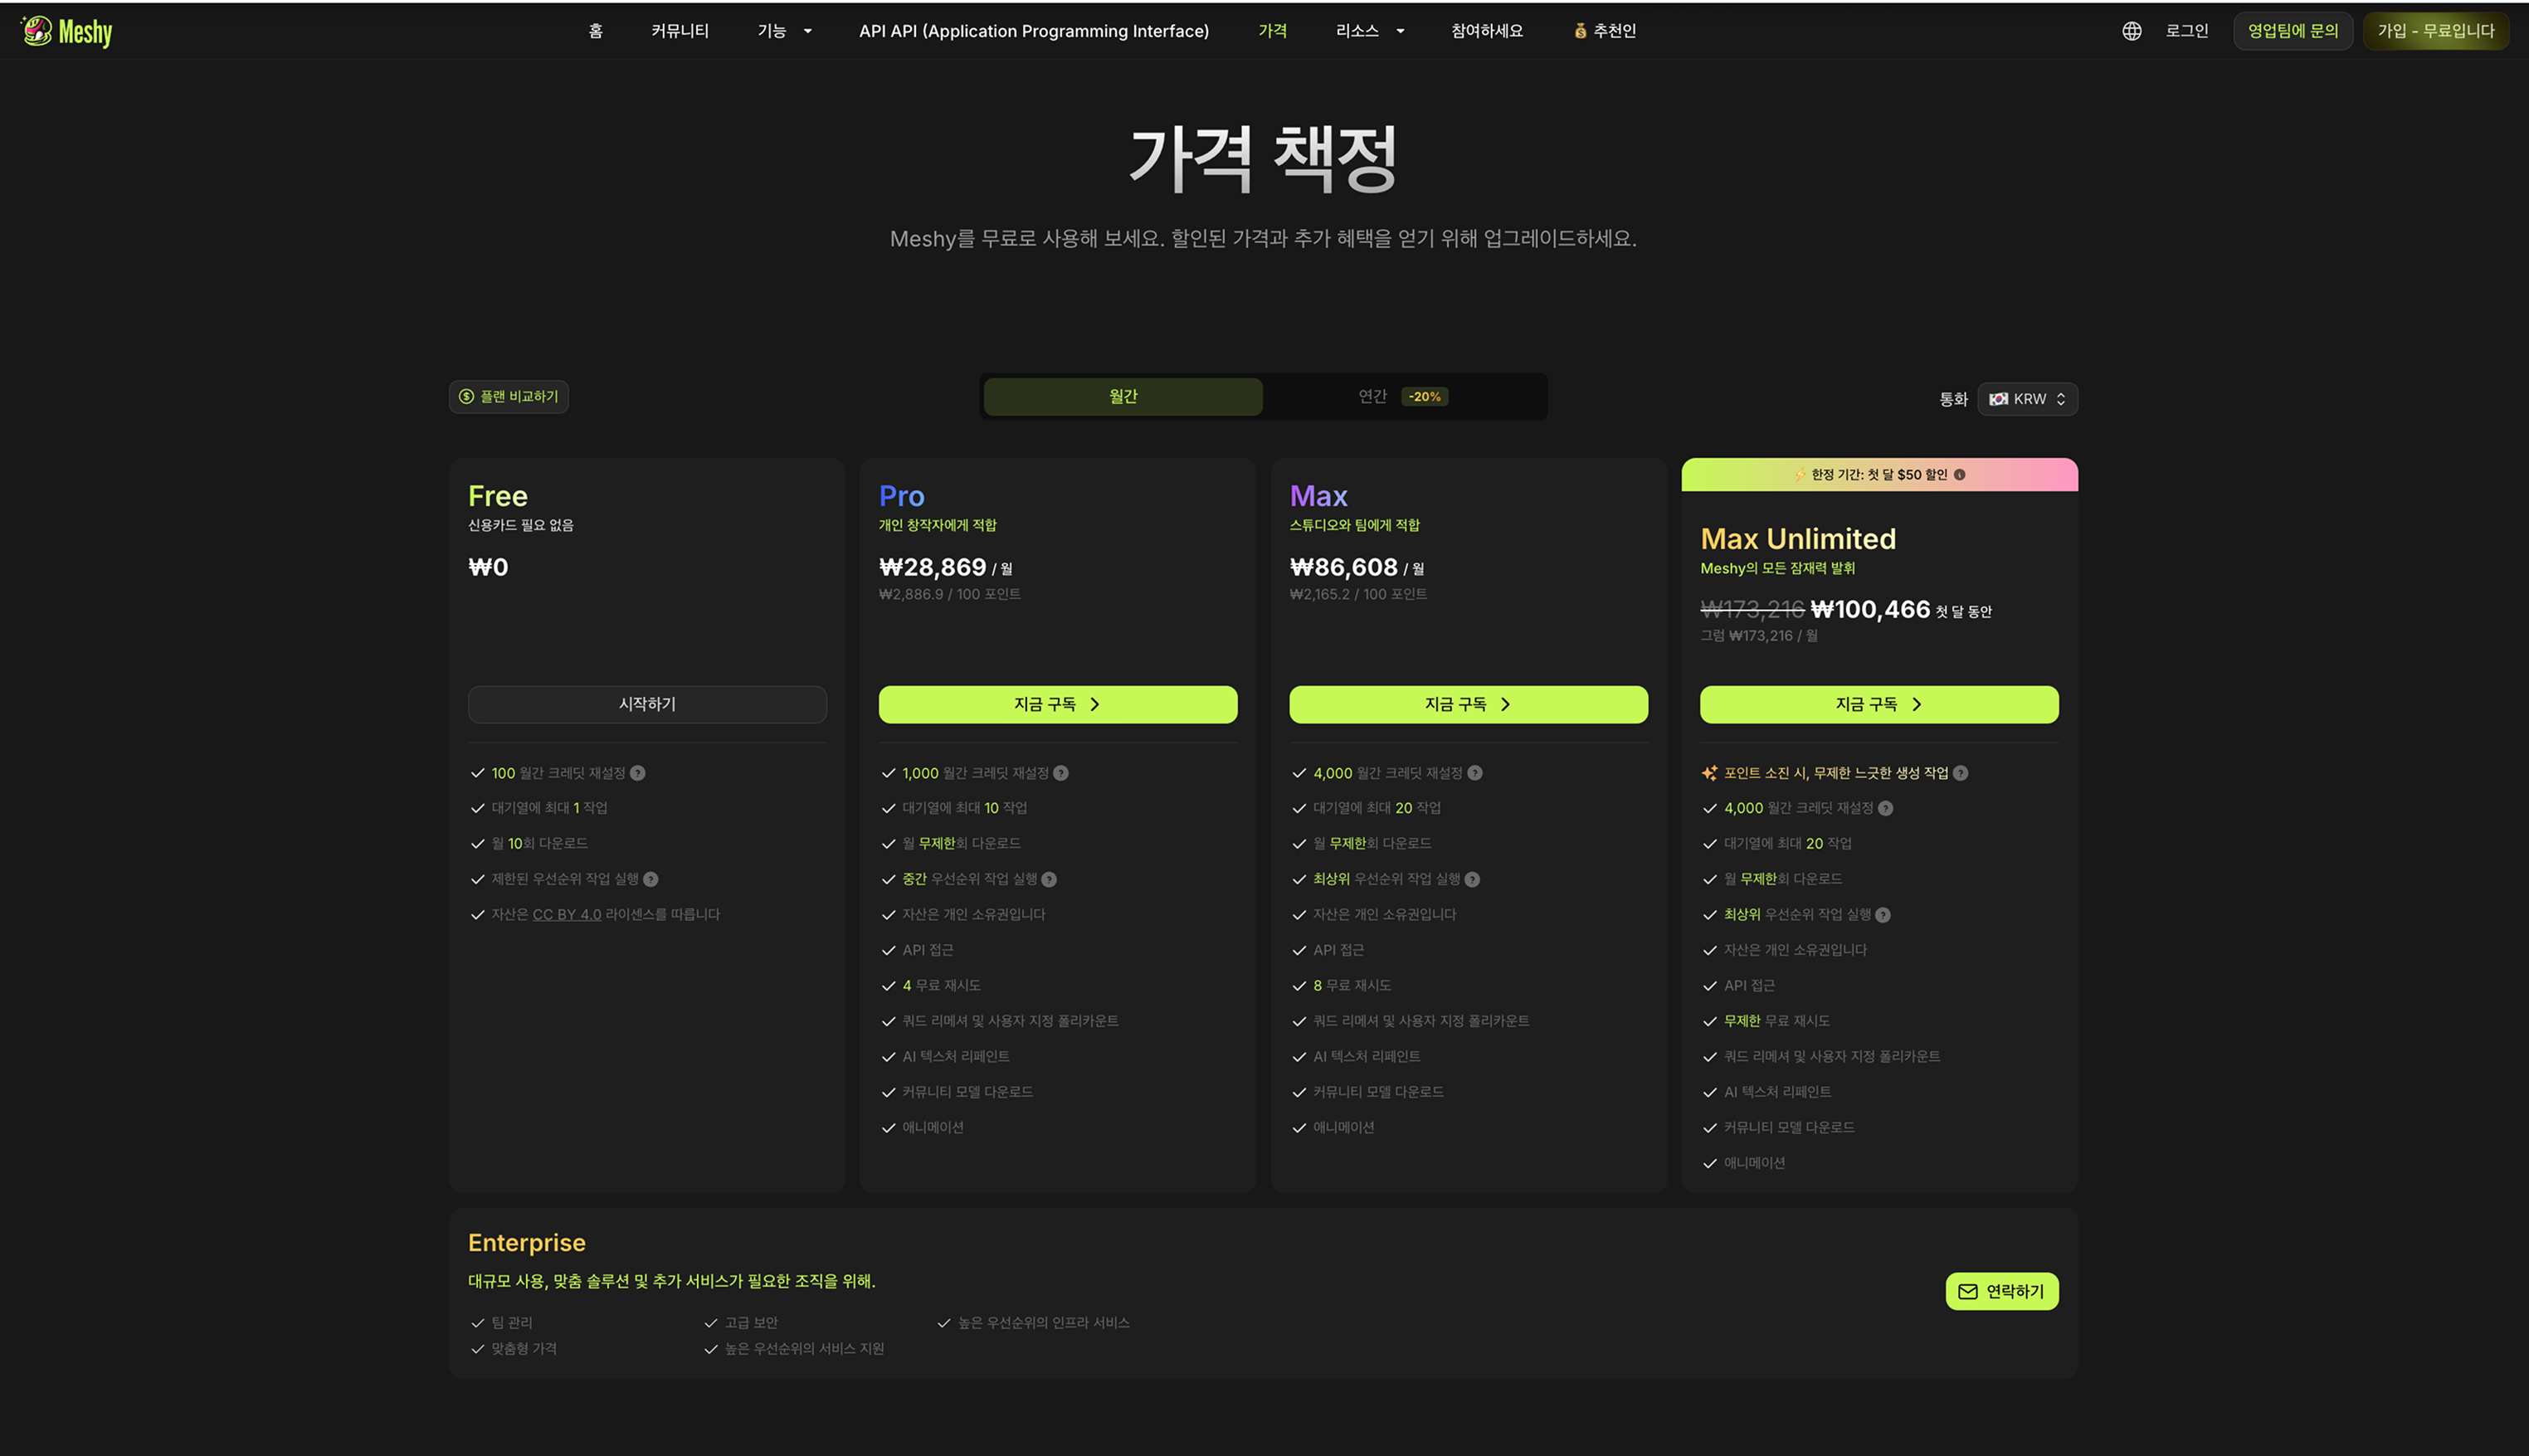 Meshy
홈 커뮤니티 기능 API API (Application Programming Interface) 가격 리소스 참여하세요 💰 추천인
로그인 영업팀에 문의 가입 - 무료입니다
가격 책정
Meshy를 무료로 사용해 보세요. 할인된 가격과 추가 혜택을 얻기 위해 업그레이드하세요.
플랜 비교하기
월간 연간 -20%
통화 🇰🇷 KRW
Free
신용카드 필요 없음
₩0
시작하기
100 월간 크레딧 재설정
대기열에 최대 1 작업
월 10회 다운로드
제한된 우선순위 작업 실행
자산은 CC BY 4.0 라이센스를 따릅니다
Pro
개인 창작자에게 적합
₩28,869 / 월
₩2,886.9 / 100 포인트
지금 구독
1,000 월간 크레딧 재설정
대기열에 최대 10 작업
월 무제한회 다운로드
중간 우선순위 작업 실행
자산은 개인 소유권입니다
API 접근
4 무료 재시도
쿼드 리메셔 및 사용자 지정 폴리카운트
AI 텍스처 리페인트
커뮤니티 모델 다운로드
애니메이션
Max
스튜디오와 팀에게 적합
₩86,608 / 월
₩2,165.2 / 100 포인트
지금 구독
4,000 월간 크레딧 재설정
대기열에 최대 20 작업
월 무제한회 다운로드
최상위 우선순위 작업 실행
자산은 개인 소유권입니다
API 접근
8 무료 재시도
쿼드 리메셔 및 사용자 지정 폴리카운트
AI 텍스처 리페인트
커뮤니티 모델 다운로드
애니메이션
⚡ 한정 기간: 첫 달 $50 할인
Max Unlimited
Meshy의 모든 잠재력 발휘
₩173,216 ₩100,466 첫 달 동안
그럼 ₩173,216 / 월
지금 구독
포인트 소진 시, 무제한 느긋한 생성 작업
4,000 월간 크레딧 재설정
대기열에 최대 20 작업
월 무제한회 다운로드
최상위 우선순위 작업 실행
자산은 개인 소유권입니다
API 접근
무제한 무료 재시도
쿼드 리메셔 및 사용자 지정 폴리카운트
AI 텍스처 리페인트
커뮤니티 모델 다운로드
애니메이션
Enterprise
대규모 사용, 맞춤 솔루션 및 추가 서비스가 필요한 조직을 위해.
연락하기
팀 관리 고급 보안 높은 우선순위의 인프라 서비스
맞춤형 가격 높은 우선순위의 서비스 지원